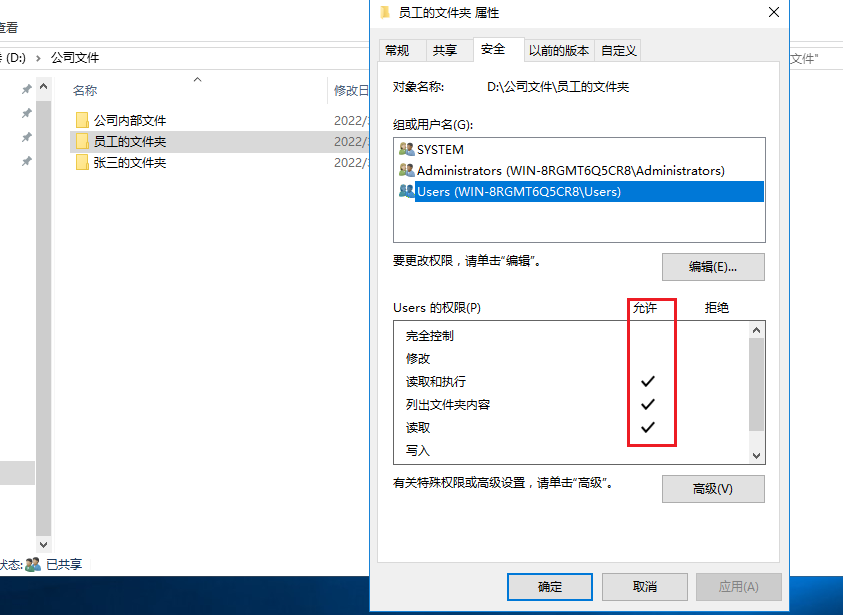 员工的文件夹 属性
查看
常规 共享 安全 以前的版本 自定义
(D:) › 公司文件
文件"
对象名称: D:\公司文件\员工的文件夹
名称 修改日
组或用户名(G):
公司内部文件 2022/
员工的文件夹 2022/
张三的文件夹 2022/
SYSTEM
Administrators (WIN-8RGMT6Q5CR8\Administrators)
Users (WIN-8RGMT6Q5CR8\Users)
要更改权限，请单击"编辑"。
编辑(E)...
Users 的权限(P) 允许 拒绝
完全控制
修改
读取和执行
列出文件夹内容
读取
写入
有关特殊权限或高级设置，请单击"高级"。
高级(V)
状态: 已共享
确定 取消 应用(A)